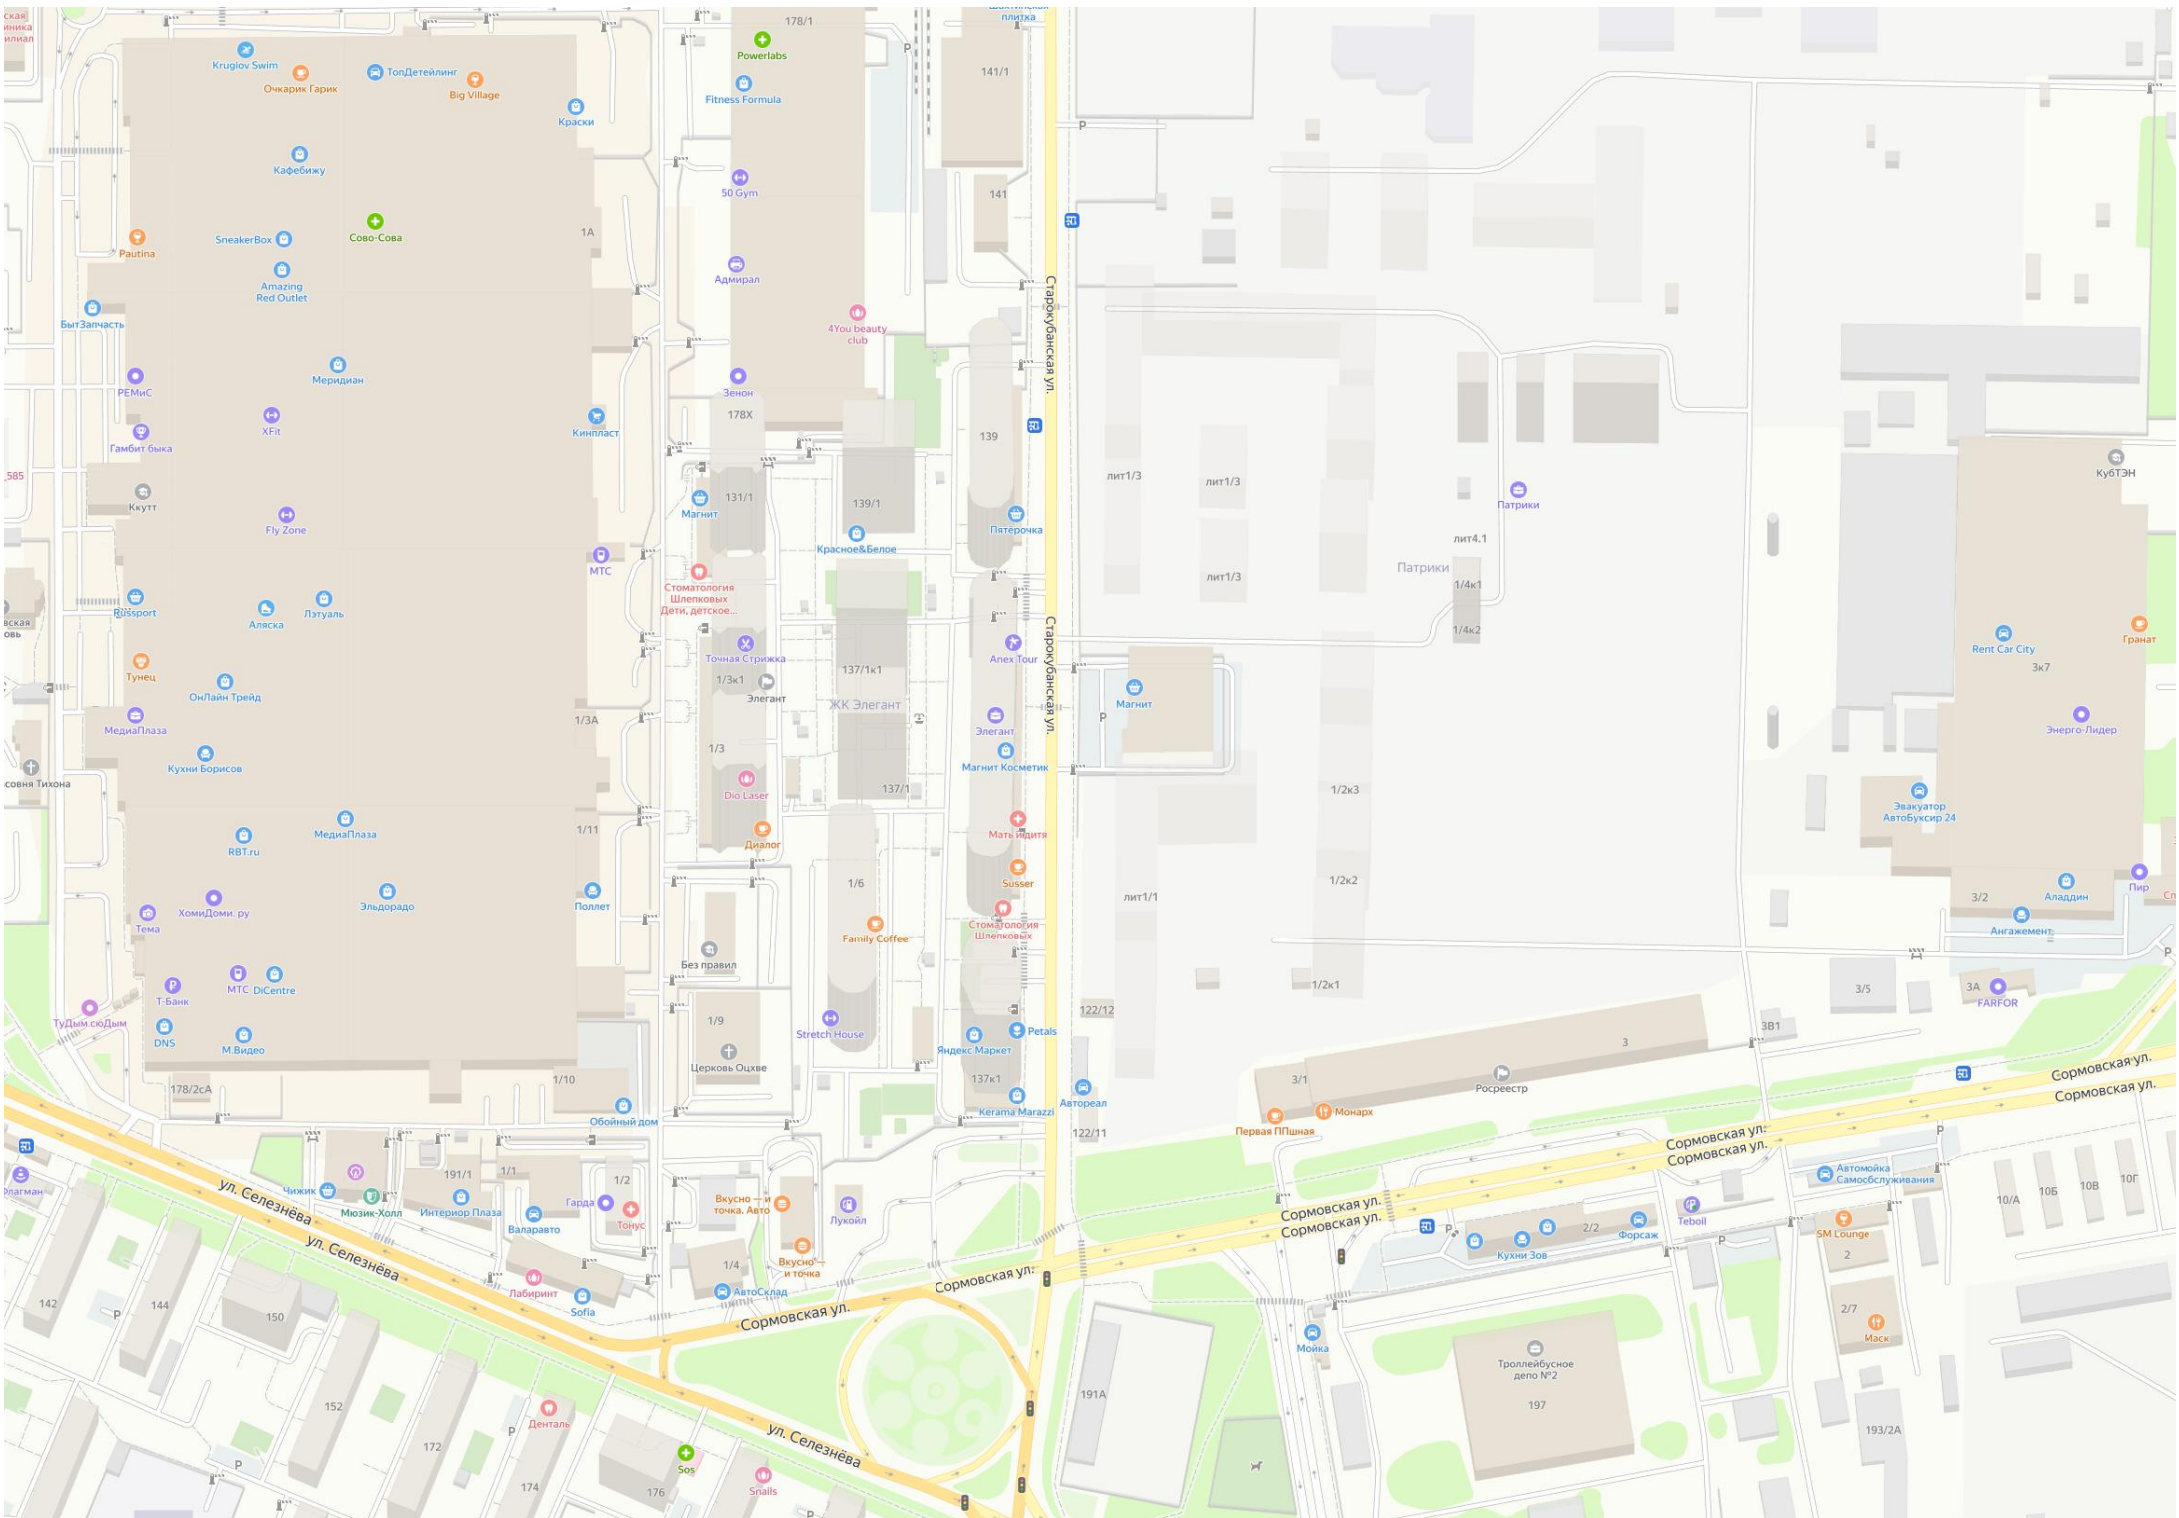 178/1
плитка
Powerlabs
Kruglov Swim
Очкарик Гарик
ТопДетейлинг
Big Village
Fitness Formula
141/1
Краски
P
P
Кафебижу
50 Gym
141
SneakerBox
Сово-Сова
1А
Pautina
Amazing
Red Outlet
Адмирал
БытЗапчасть
4You beauty
club
Старокубанская ул.
Меридиан
РЕМиС
Зенон
178Х
XFit
Кинпласт
Гамбит быка
139
_585
КубТЭН
лит1/3
лит1/3
Ккутт
Магнит
131/1
139/1
Патрики
Fly Zone
Пятёрочка
Красное&Белое
лит4.1
МТС
Патрики
лит1/3
1/4к1
Стоматология
Шлепковых
Дети, детское...
Russport
Аляска
Лэтуаль
1/4к2
Anex Tour
Точная Стрижка
Старокубанская ул.
Rent Car City
Гранат
3к7
Тунец
137/1к1
1/3к1
Элегант
ЖК Элегант
ОнЛайн Трейд
Магнит
P
МедиаПлаза
1/3А
Элегант
Энерго-Лидер
1/3
Кухни Борисов
Магнит Косметик
совня Тихона
Dio Laser
137/1
1/2к3
Эвакуатор
АвтоБуксир 24
МедиаПлаза
1/11
Мать и дитя
RBT.ru
Диалог
1/6
Susser
1/2к2
Пир
лит1/1
3/2
Аладдин
Эльдорадо
Поллет
ХомиДоми. ру
Тема
Стоматология
Шлепковых
Ангажемент
Family Coffee
P
Без правил
МТС
DiCentre
Т-Банк
1/2к1
3/5
3А
FARFOR
ТуДым сюДым
122/12
1/9
3В1
Stretch House
Petals
DNS
М.Видео
Яндекс Маркет
3
Церковь Оцхве
137к1
3/1
Росреестр
Сормовская ул.
Сормовская ул.
178/2сА
1/10
Kerama Marazzi
Автореал
Обойный дом
Монарх
Первая ППшная
122/11
Сормовская ул.
Сормовская ул.
P
Флагман
Чижик
Мюзик-Холл
191/1
1/1
Интериор Плаза
1/2
Гарда
Тонус
Валаравто
Вкусно — и
точка. Авто
Лукойл
Автомойка
Самообслуживания
10/А
10Б
10В
10Г
ул. Селезнёва
Сормовская ул.
Сормовская ул.
P
2/2
Кухни Зов
Форсаж
Teboil
P
SM Lounge
2
ул. Селезнёва
Вкусно —
и точка
1/4
Сормовская ул.
Лабиринт
Sofia
АвтоСклад
Сормовская ул.
142
144
P
150
2/7
Маск
Мойка
Троллейбусное
депо №2
197
191А
152
Денталь
172
P
ул. Селезнёва
193/2А
Sos
P
174
176
Snails
P